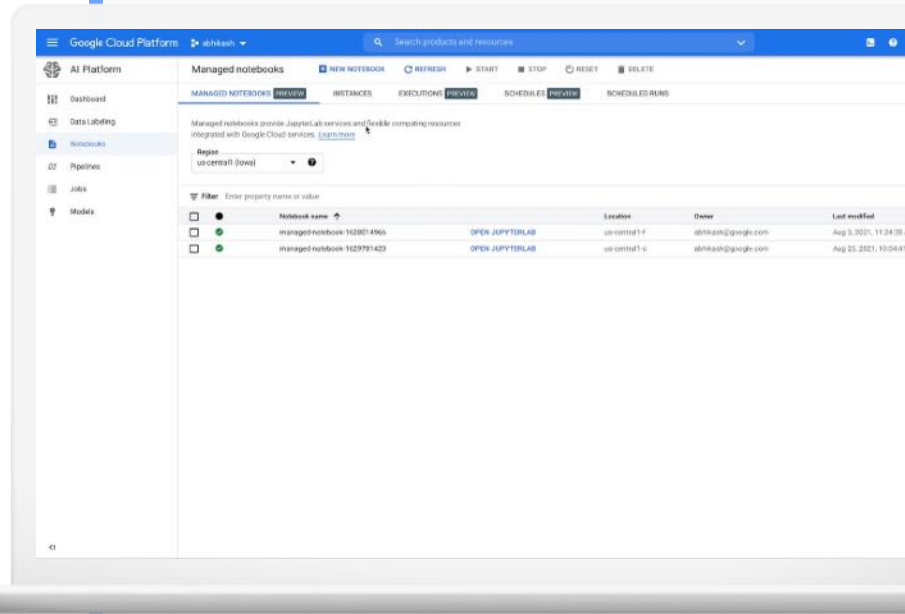 Google Cloud Platform abhikash Search products and resources
AI Platform Managed notebooks NEW NOTEBOOK REFRESH START STOP RESET DELETE
MANAGED NOTEBOOKS PREVIEW INSTANCES EXECUTIONS PREVIEW SCHEDULES PREVIEW SCHEDULED RUNS
Dashboard
Data Labeling
Notebooks
Pipelines
Jobs
Models
Managed notebooks provide JupyterLab services and flexible computing resources
integrated with Google Cloud services. Learn more
Region
us-central1 (Iowa)
Filter Enter property name or value
Notebook name Location Owner Last modified
managed-notebook-1628014966 OPEN JUPYTERLAB us-central1-f abhikash@google.com Aug 3, 2021, 11:24:28
managed-notebook-1629781423 OPEN JUPYTERLAB us-central1-c abhikash@google.com Aug 23, 2021, 10:04:41